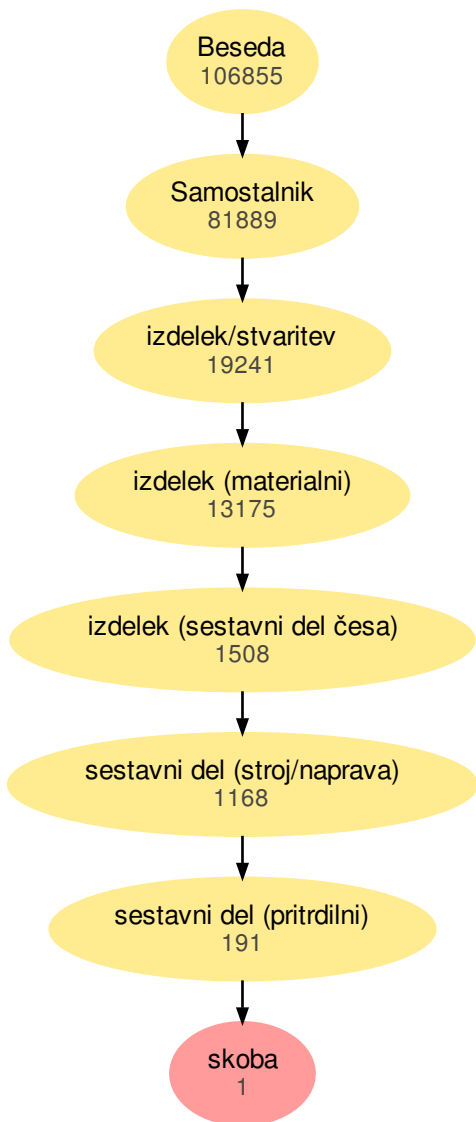 Beseda
106855
Samostalnik
81889
izdelek/stvaritev
19241
izdelek (materialni)
13175
izdelek (sestavni del česa)
1508
sestavni del (stroj/naprava)
1168
sestavni del (pritrdilni)
191
skoba
1